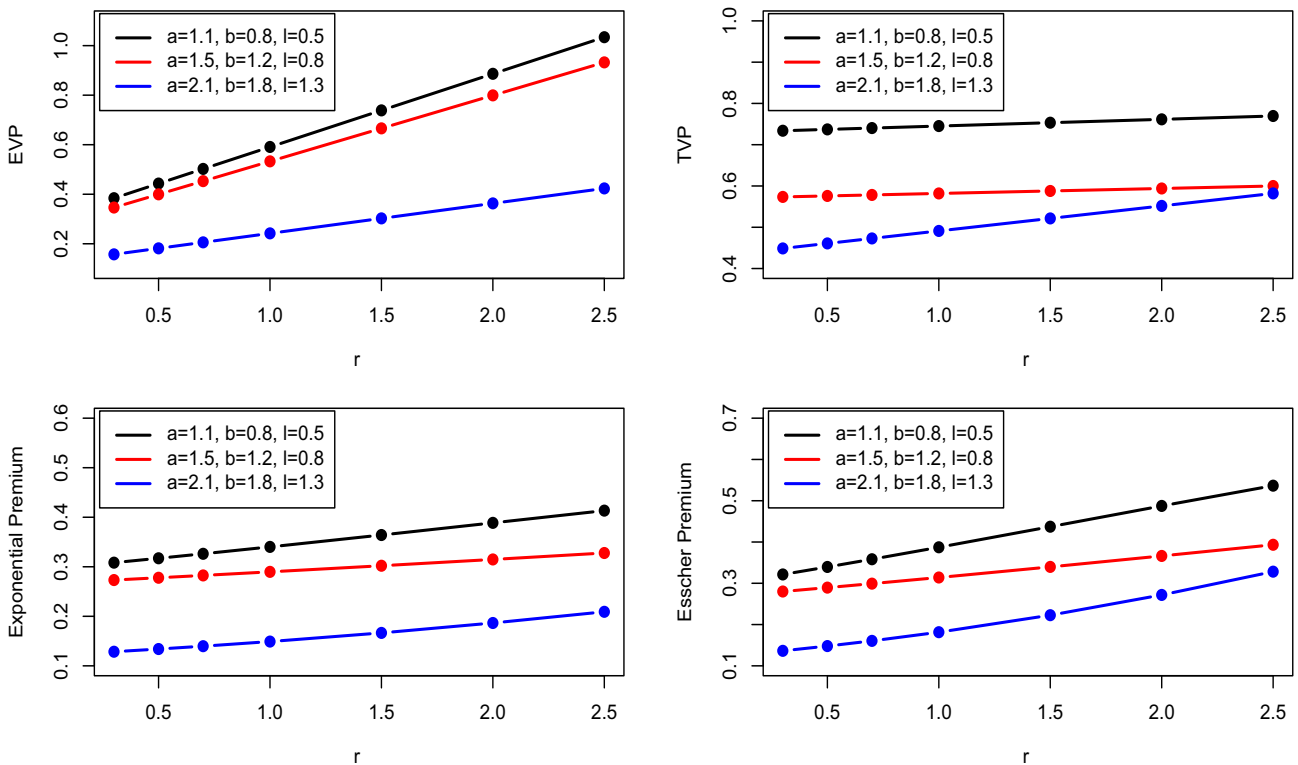 a=1.1, b=0.8, l=0.5
a=1.5, b=1.2, l=0.8
a=2.1, b=1.8, l=1.3
EVP
1.0
0.8
0.6
0.4
0.2
0.5 1.0 1.5 2.0 2.5
r
a=1.1, b=0.8, l=0.5
a=1.5, b=1.2, l=0.8
a=2.1, b=1.8, l=1.3
TVP
1.0
0.8
0.6
0.4
0.5 1.0 1.5 2.0 2.5
r
a=1.1, b=0.8, l=0.5
a=1.5, b=1.2, l=0.8
a=2.1, b=1.8, l=1.3
Exponential Premium
0.6
0.5
0.4
0.3
0.2
0.1
0.5 1.0 1.5 2.0 2.5
r
a=1.1, b=0.8, l=0.5
a=1.5, b=1.2, l=0.8
a=2.1, b=1.8, l=1.3
Esscher Premium
0.7
0.5
0.3
0.1
0.5 1.0 1.5 2.0 2.5
r